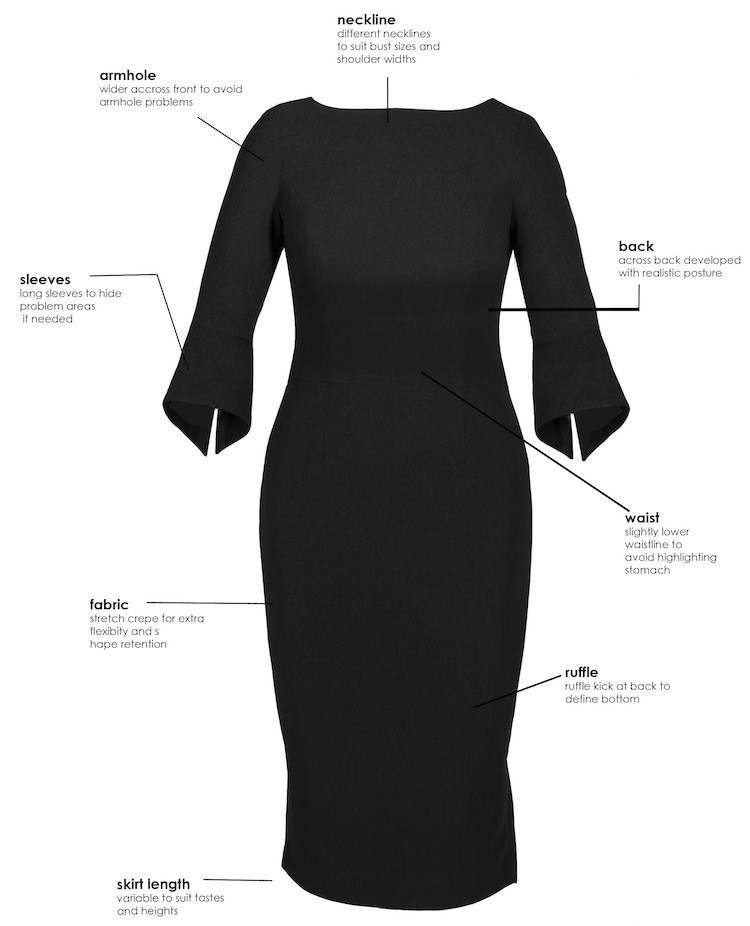 neckline
different necklines
to suit bust sizes and
shoulder widths
armhole
wider accross front to avoid
armhole problems
back
across back developed
with realistic posture
sleeves
long sleeves to hide
problem areas
if needed
waist
slightly lower
waistline to
avoid highlighting
stomach
fabric
stretch crepe for extra
flexibity and s
hape retention
ruffle
ruffle kick at back to
define bottom
skirt length
variable to suit tastes
and heights